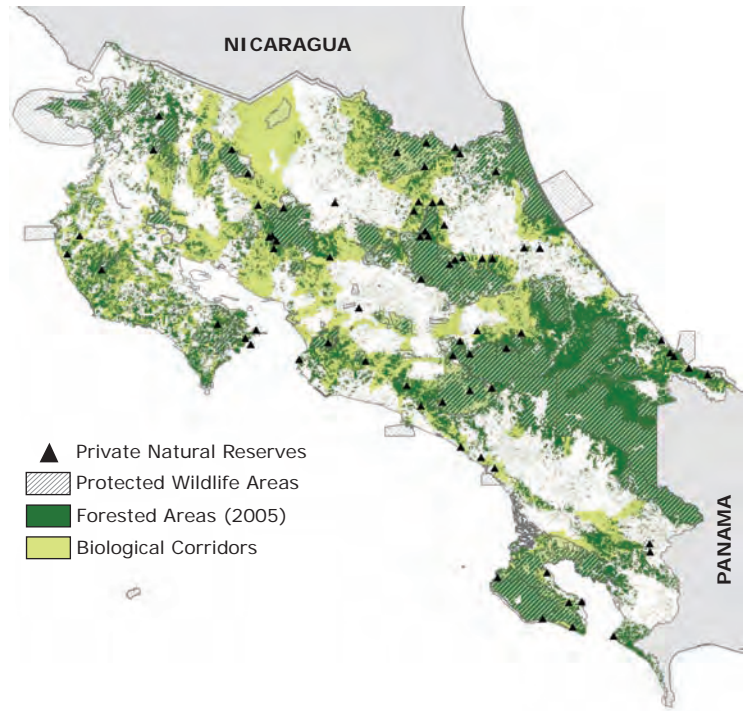 NICARAGUA
Private Natural Reserves
Protected Wildlife Areas
Forested Areas (2005)
Biological Corridors
PANAMA